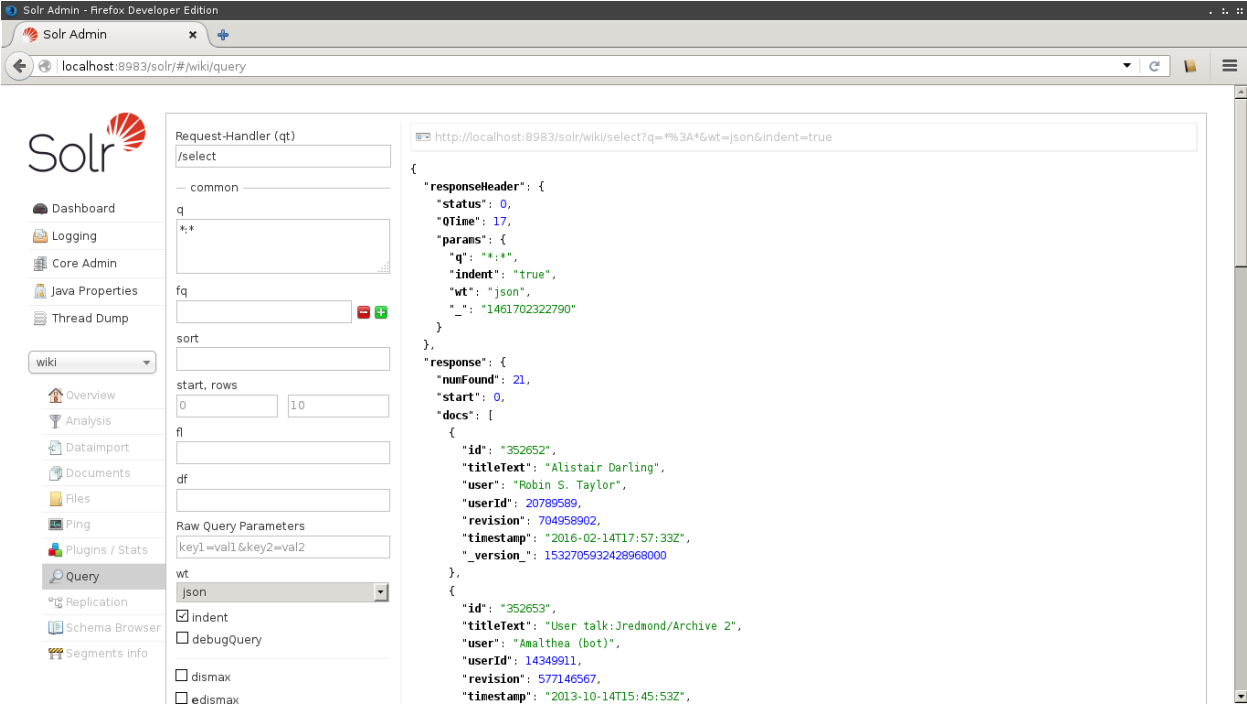 Solr Admin - Firefox Developer Edition
Solr Admin
localhost:8983/solr/#/wiki/query
Solr
Dashboard
Logging
Core Admin
Java Properties
Thread Dump
wiki
Overview
Analysis
Dataimport
Documents
Files
Ping
Plugins / Stats
Query
Replication
Schema Browser
Segments info
Request-Handler (qt)
/select
common
q
*:*
fq
sort
start, rows
0 10
fl
df
Raw Query Parameters
key1=val1&key2=val2
wt
json
indent
debugQuery
dismax
edismax
http://localhost:8983/solr/wiki/select?q=*%3A*&wt=json&indent=true
{
"responseHeader": {
"status": 0,
"QTime": 17,
"params": {
"q": "*:*",
"indent": "true",
"wt": "json",
"_": "1461702322790"
}
},
"response": {
"numFound": 21,
"start": 0,
"docs": [
{
"id": "352652",
"titleText": "Alistair Darling",
"user": "Robin S. Taylor",
"userId": 20789589,
"revision": 704958902,
"timestamp": "2016-02-14T17:57:33Z",
"_version_": 1532705932428968000
},
{
"id": "352653",
"titleText": "User talk:Jredmond/Archive 2",
"user": "Amalthea (bot)",
"userId": 14349911,
"revision": 577146567,
"timestamp": "2013-10-14T15:45:53Z",